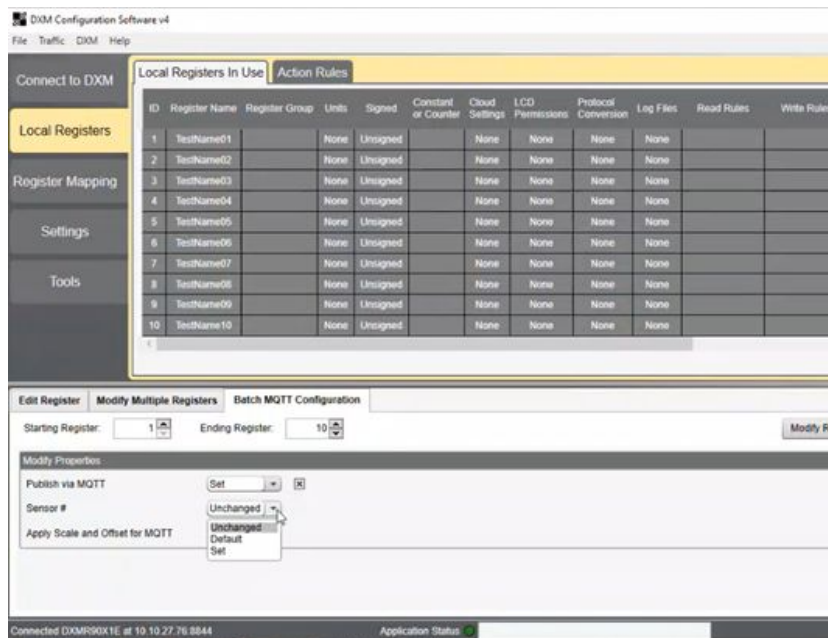 DXM Configuration Software v4
File Traffic DXM Help
Connect to DXM
Local Registers
Register Mapping
Settings
Tools
Local Registers In Use Action Rules
ID Register Name Register Group Units Signed Constant or Counter Cloud Settings LCD Permissions Protocol Conversion Log Files Read Rules Write Rule
1 TestName01 None Unsigned None None None None
2 TestName02 None Unsigned None None None None
3 TestName03 None Unsigned None None None None
4 TestName04 None Unsigned None None None None
5 TestName05 None Unsigned None None None None
6 TestName06 None Unsigned None None None None
7 TestName07 None Unsigned None None None None
8 TestName08 None Unsigned None None None None
9 TestName09 None Unsigned None None None None
10 TestName10 None Unsigned None None None None
Edit Register Modify Multiple Registers Batch MQTT Configuration
Starting Register: 1 Ending Register: 10 Modify R
Modify Properties
Publish via MQTT Set
Sensor # Unchanged
Unchanged
Default
Set
Apply Scale and Offset for MQTT
Connected DXMR90X1E at 10.10.27.76:8844 Application Status